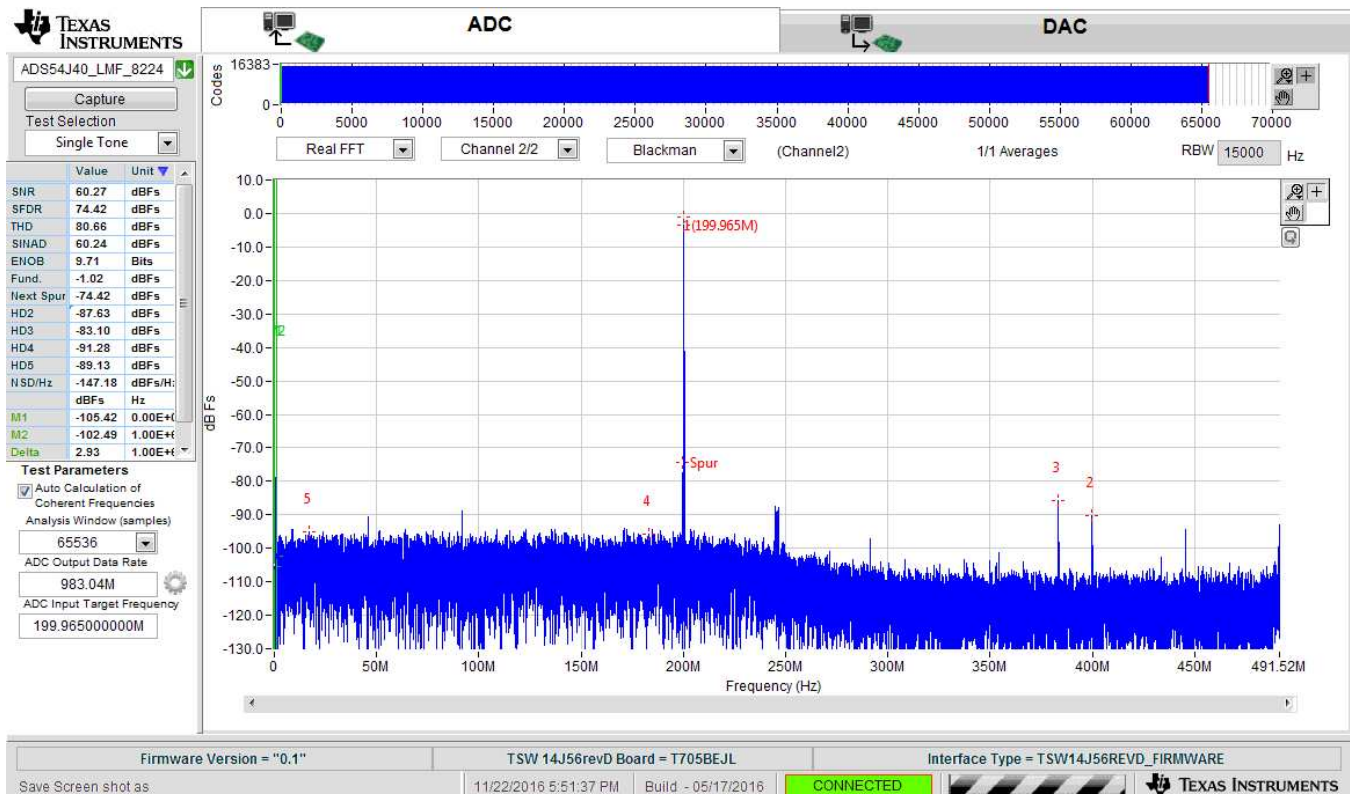 TEXAS
INSTRUMENTS
ADC
DAC
ADS54J40_LMF_8224
Capture
Test Selection
Single Tone
Value Unit
SNR 60.27 dBFs
SFDR 74.42 dBFs
THD 80.66 dBFs
SINAD 60.24 dBFs
ENOB 9.71 Bits
Fund. -1.02 dBFs
Next Spur -74.42 dBFs
HD2 -87.63 dBFs
HD3 -83.10 dBFs
HD4 -91.28 dBFs
HD5 -89.13 dBFs
NSD/Hz -147.18 dBFs/H
dBFs Hz
M1 -105.42 0.00E+
M2 -102.49 1.00E+
Delta 2.93 1.00E+
Test Parameters
Auto Calculation of
Coherent Frequencies
Analysis Window (samples)
65536
ADC Output Data Rate
983.04M
ADC Input Target Frequency
199.965000000M
Codes
16383
0
0 5000 10000 15000 20000 25000 30000 35000 40000 45000 50000 55000 60000 65000 70000
Real FFT Channel 2/2 Blackman (Channel2) 1/1 Averages RBW 15000 Hz
dBFs
10.0
0.0
-10.0
-20.0
-30.0
-40.0
-50.0
-60.0
-70.0
-80.0
-90.0
-100.0
-110.0
-120.0
-130.0
1(199.965M)
Spur
5
4
3
2
0 50M 100M 150M 200M 250M 300M 350M 400M 450M 491.52M
Frequency (Hz)
Firmware Version = "0.1" TSW 14J56revD Board = T705BEJL Interface Type = TSW14J56REVD_FIRMWARE
Save Screen shot as 11/22/2016 5:51:37 PM Build - 05/17/2016 CONNECTED TEXAS INSTRUMENTS